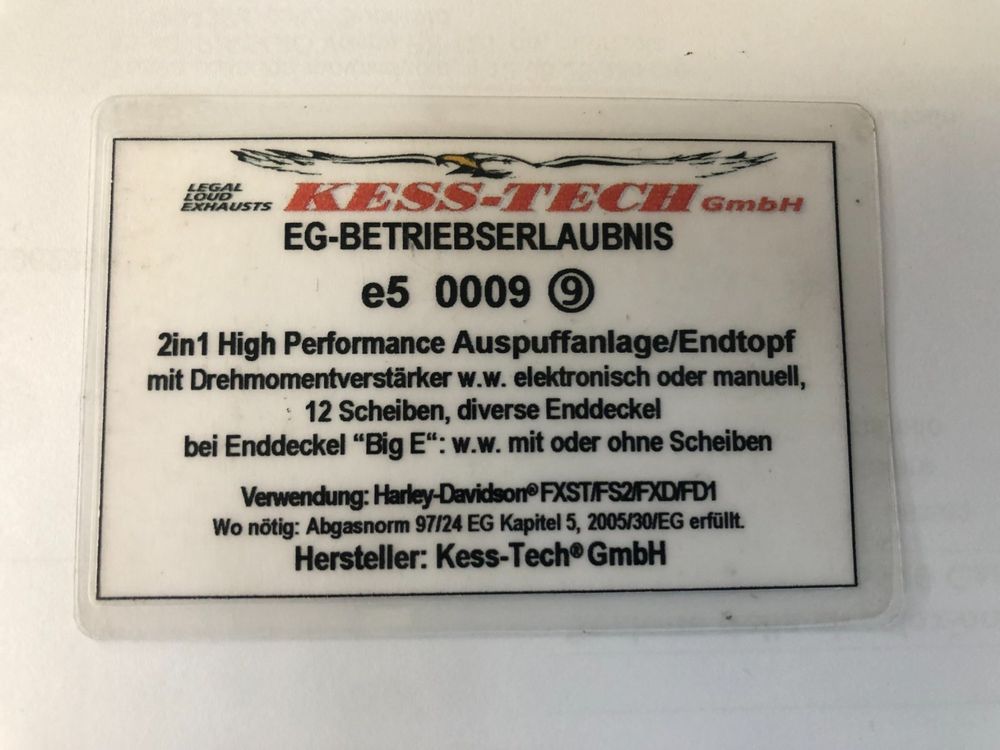 LEGAL
LOUD
EXHAUSTS
KESS-TECH GmbH
EG-BETRIEBSERLAUBNIS
e5 0009 ⑨
2in1 High Performance Auspuffanlage/Endtopf
mit Drehmomentverstärker w.w. elektronisch oder manuell,
12 Scheiben, diverse Enddeckel
bei Enddeckel “Big E“: w.w. mit oder ohne Scheiben
Verwendung: Harley-Davidson® FXST/FS2/FXD/FD1
Wo nötig: Abgasnorm 97/24 EG Kapitel 5, 2005/30/EG erfüllt.
Hersteller: Kess-Tech® GmbH